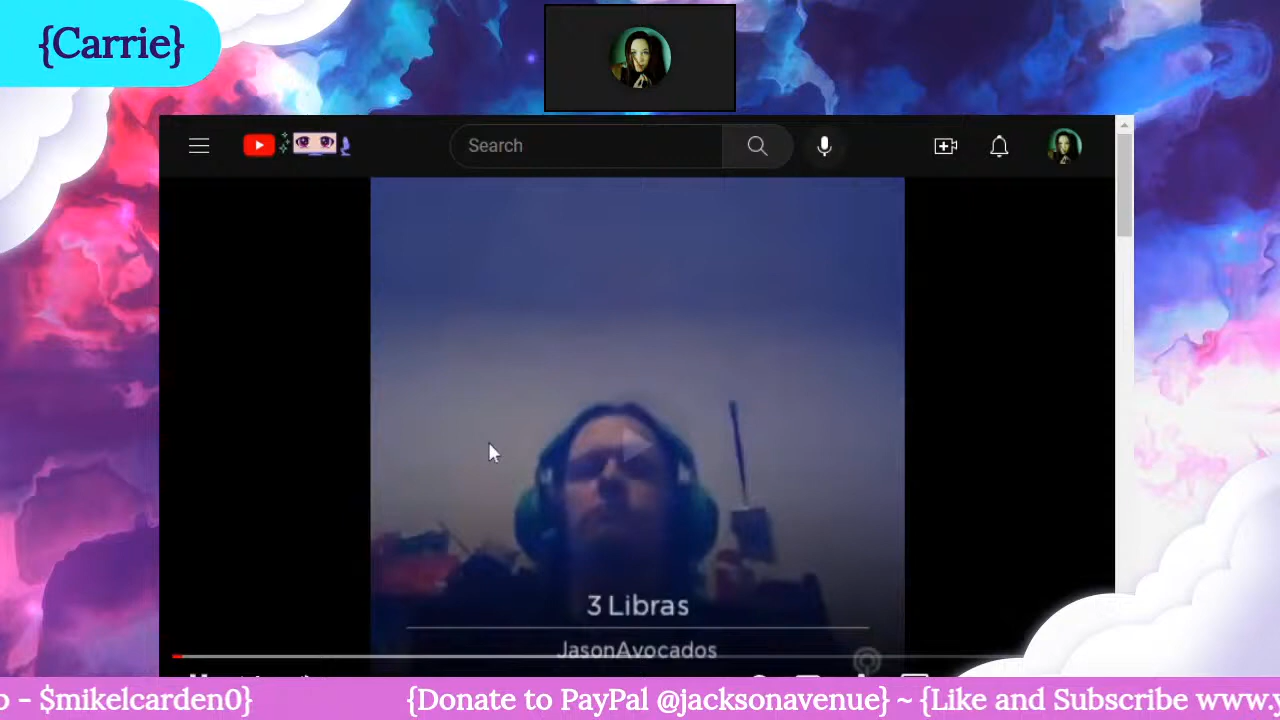 {Carrie}
Search
3 Libras
JasonAvocados
- $mikelcarden0} {Donate to PayPal @jacksonavenue} ~ {Like and Subscribe www.y